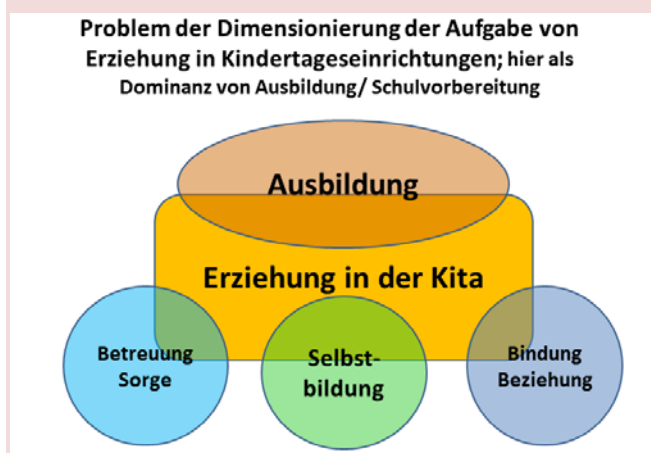 Problem der Dimensionierung der Aufgabe von
Erziehung in Kindertageseinrichtungen; hier als
Dominanz von Ausbildung/ Schulvorbereitung
Ausbildung
Erziehung in der Kita
Betreuung
Sorge
Selbst-
bildung
Bindung
Beziehung